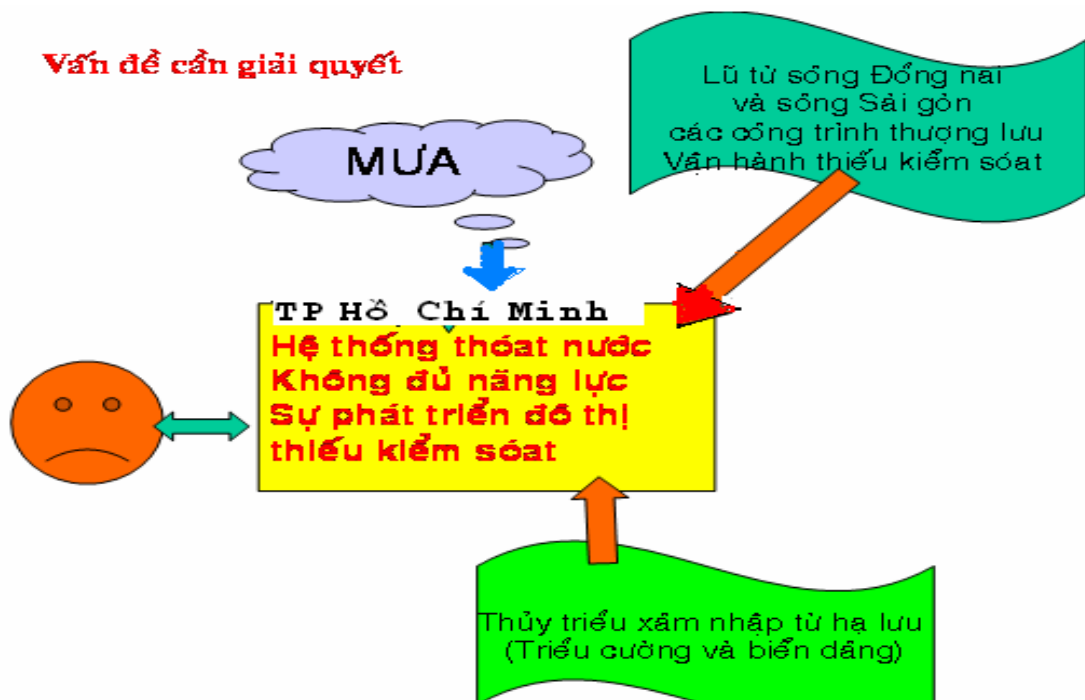 Vấn đề cần giải quyết
Lũ từ sông Đồng nai
và sông Sài gòn
các công trình thượng lưu
Vận hành thiếu kiểm sóat
MƯA
TP Hồ Chí Minh
Hệ thống thóat nước
Không đủ năng lực
Sự phát triển đô thị
thiếu kiểm sóat
Thủy triều xâm nhập từ hạ lưu
(Triều cường và biển dâng)